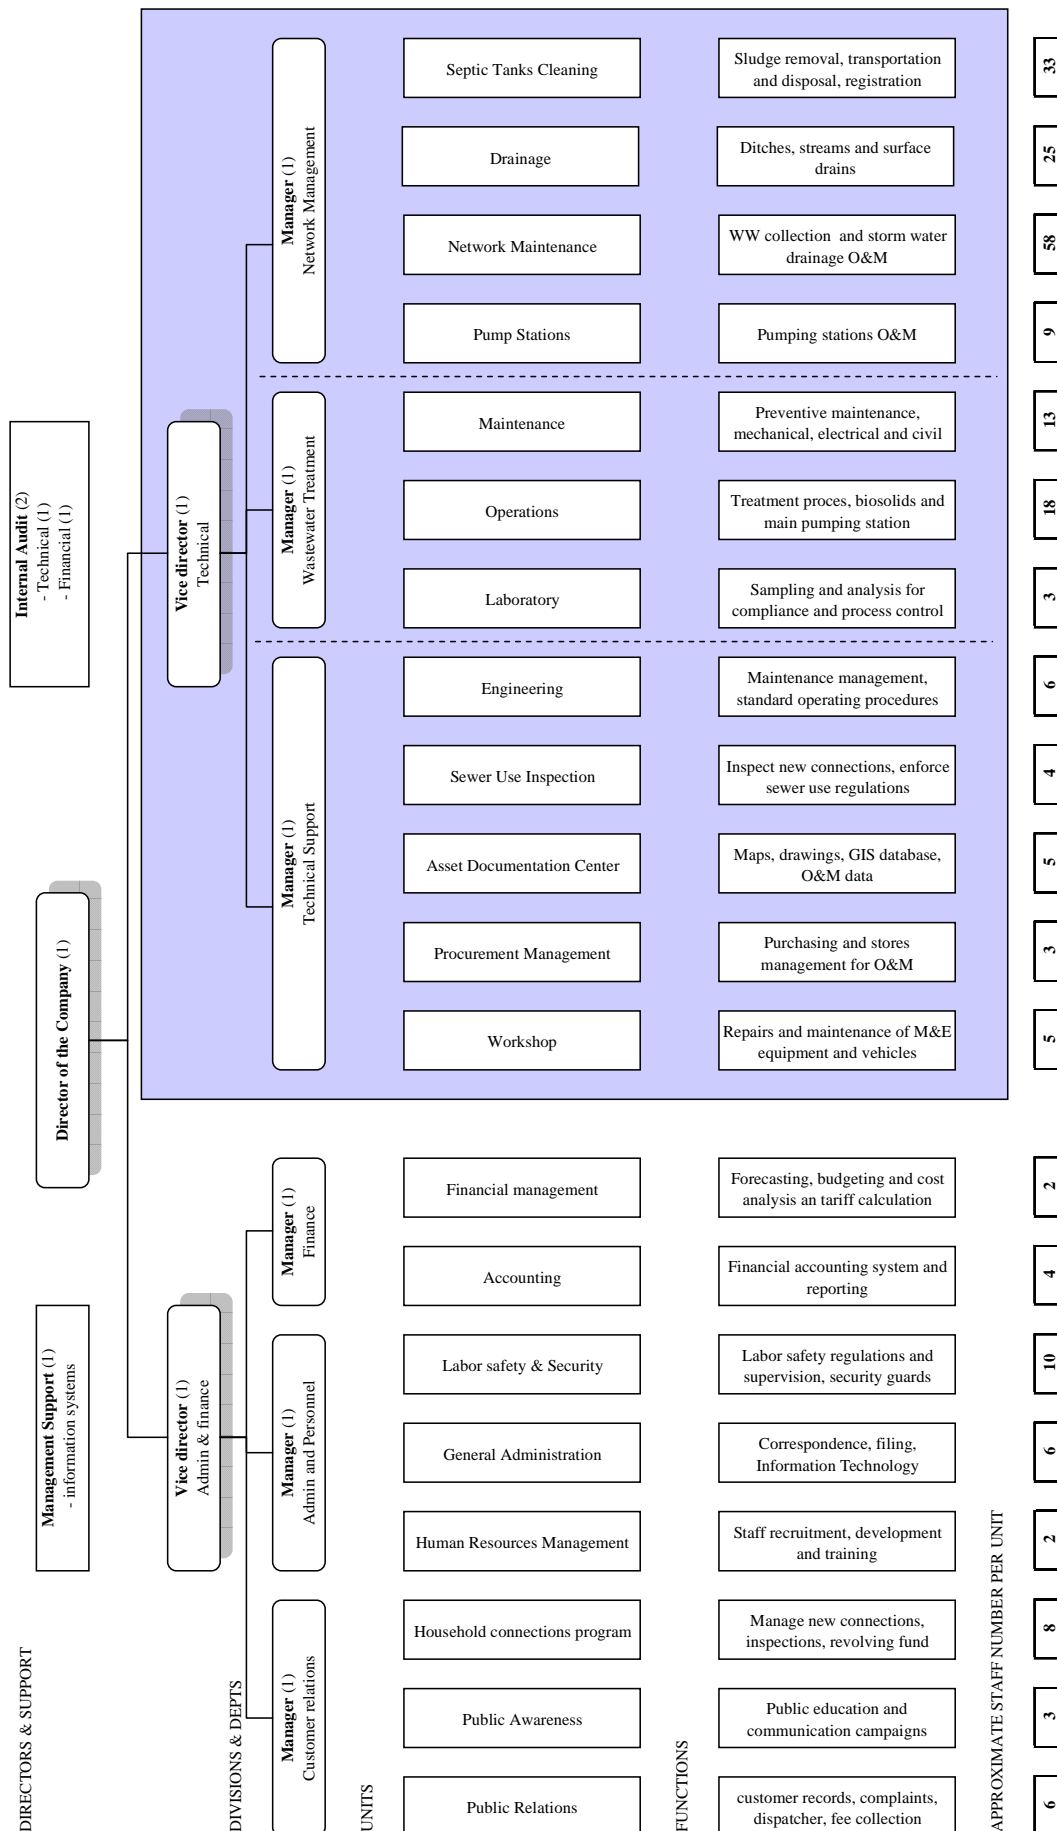 DIRECTORS & SUPPORT
Management Support (1)
- information systems
Director of the Company (1)
Internal Audit (2)
- Technical (1)
- Financial (1)
Vice director (1)
Admin & finance
Vice director (1)
Technical
DIVISIONS & DEPTS
Manager (1)
Customer relations
Manager (1)
Admin and Personnel
Manager (1)
Finance
Manager (1)
Technical Support
Manager (1)
Wastewater Treatment
Manager (1)
Network Management
UNITS
Septic Tanks Cleaning
Drainage
Network Maintenance
Pump Stations
Maintenance
Operations
Laboratory
Engineering
Sewer Use Inspection
Asset Documentation Center
Procurement Management
Workshop
Financial management
Accounting
Labor safety & Security
General Administration
Human Resources Management
Household connections program
Public Awareness
Public Relations
FUNCTIONS
Sludge removal, transportation
and disposal, registration
Ditches, streams and surface
drains
WW collection  and storm water
drainage O&M
Pumping stations O&M
Preventive maintenance,
mechanical, electrical and civil
Treatment proces, biosolids and
main pumping station
Sampling and analysis for
compliance and process control
Maintenance management,
standard operating procedures
Inspect new connections, enforce
sewer use regulations
Maps, drawings, GIS database,
O&M data
Purchasing and stores
management for O&M
Repairs and maintenance of M&E
equipment and vehicles
Forecasting, budgeting and cost
analysis an tariff calculation
Financial accounting system and
reporting
Labor safety regulations and
supervision, security guards
Correspondence, filing,
Information Technology
Staff recruitment, development
and training
Manage new connections,
inspections, revolving fund
Public education and
communication campaigns
customer records, complaints,
dispatcher, fee collection
APPROXIMATE STAFF NUMBER PER UNIT
33
25
58
9
13
18
3
6
4
5
3
5
2
4
10
6
2
8
3
6